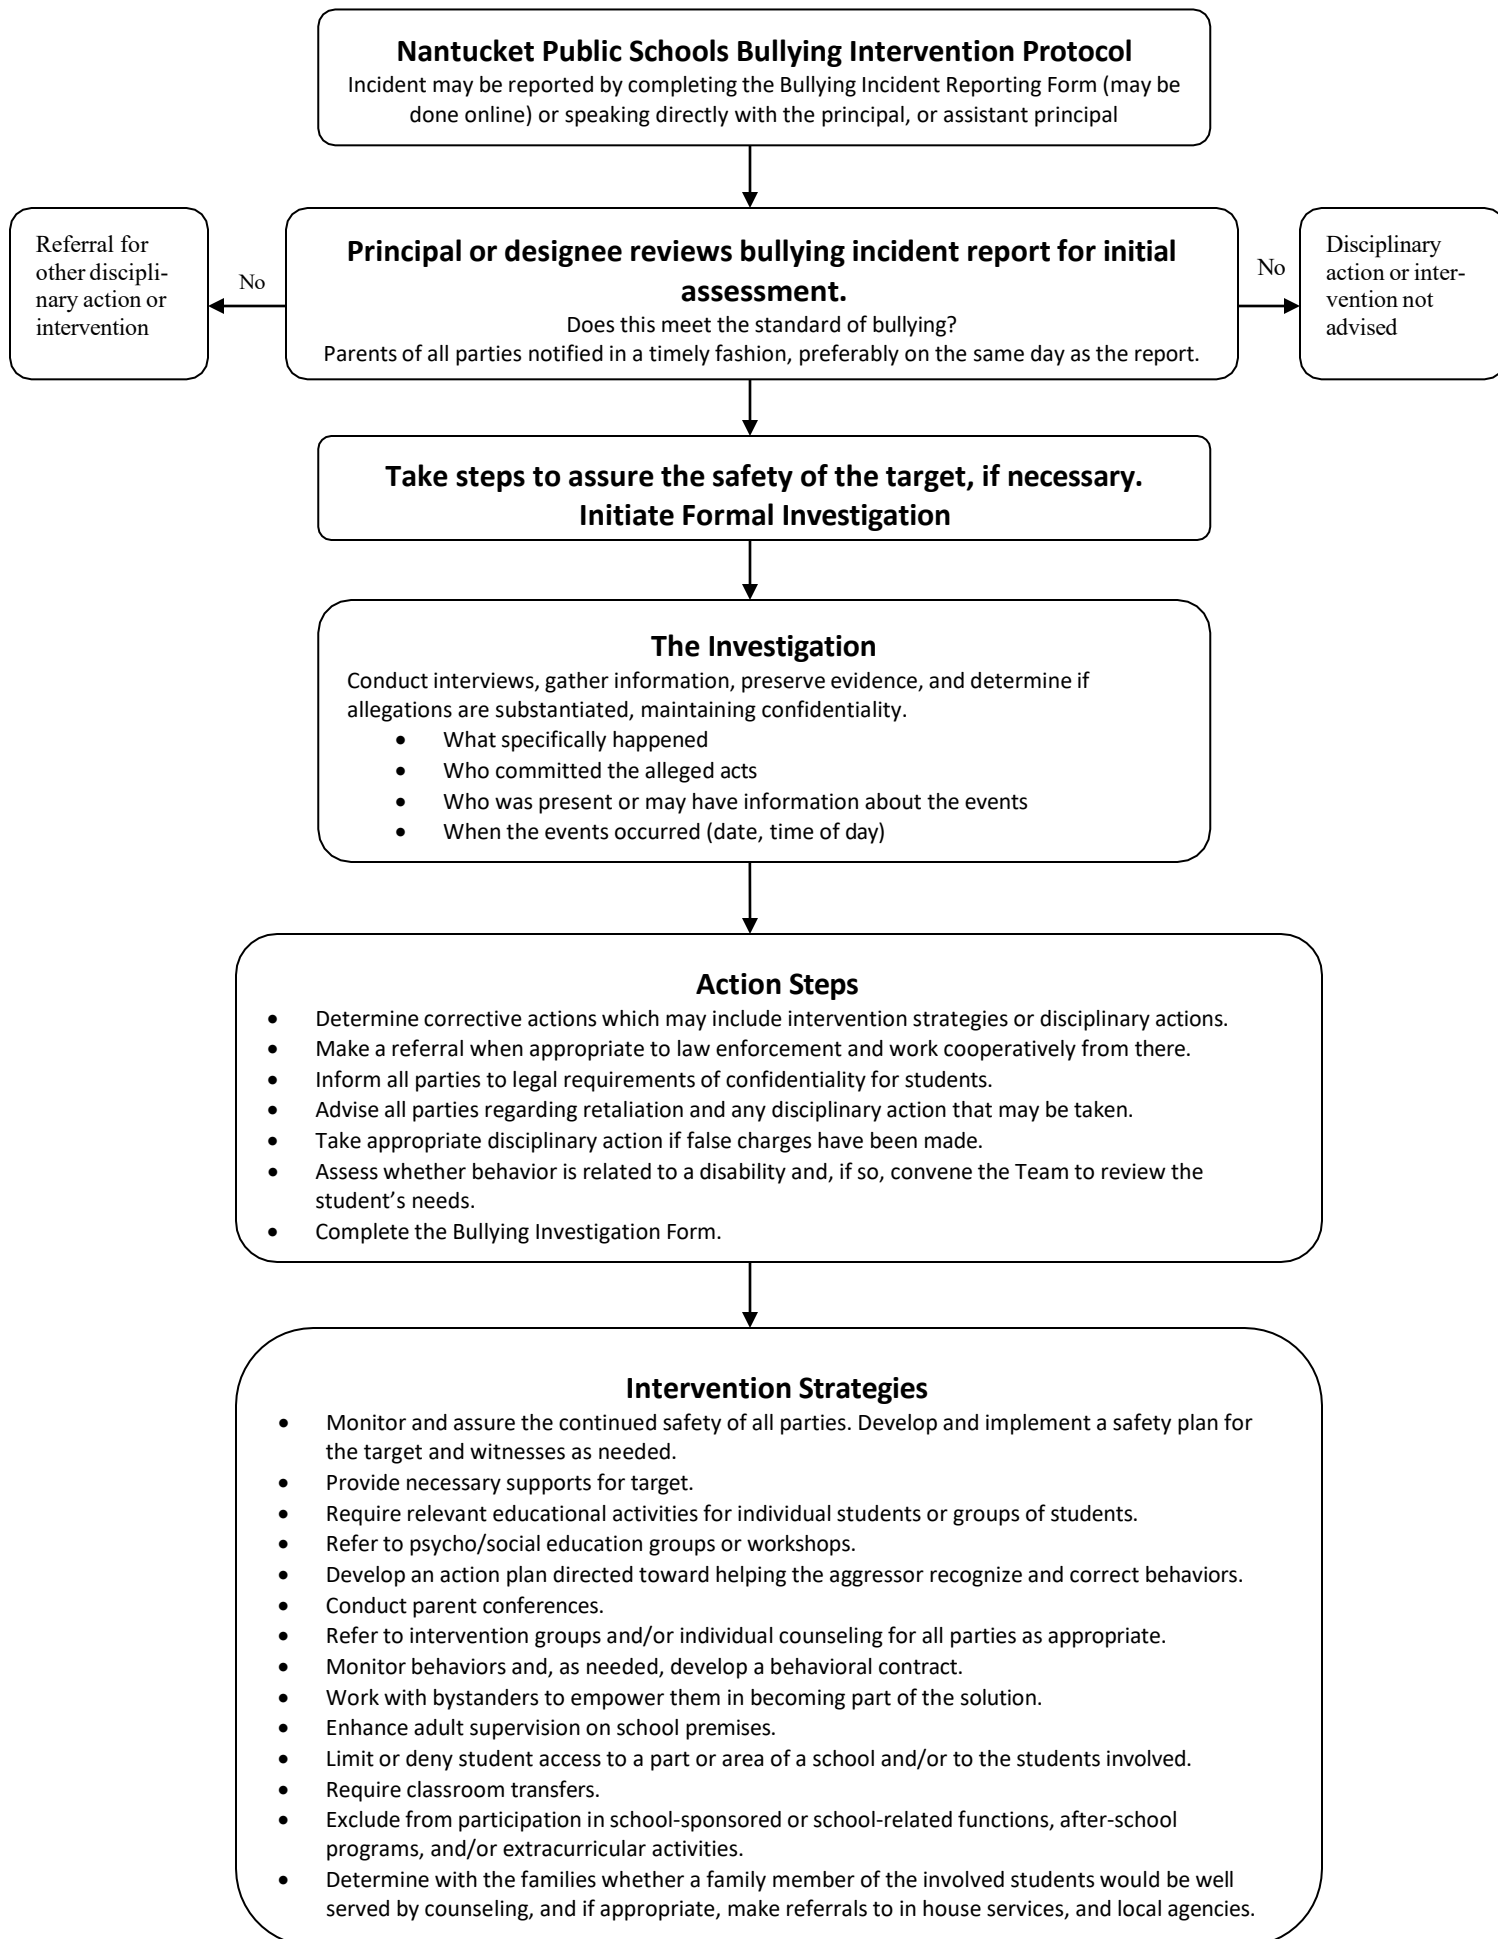 Nantucket Public Schools Bullying Intervention Protocol
Incident may be reported by completing the Bullying Incident Reporting Form (may be
done online) or speaking directly with the principal, or assistant principal
Referral for
other discipli-
nary action or
intervention
No
Principal or designee reviews bullying incident report for initial
assessment.
Does this meet the standard of bullying?
Parents of all parties notified in a timely fashion, preferably on the same day as the report.
No
Disciplinary
action or inter-
vention not
advised
Take steps to assure the safety of the target, if necessary.
Initiate Formal Investigation
The Investigation
Conduct interviews, gather information, preserve evidence, and determine if
allegations are substantiated, maintaining confidentiality.
• What specifically happened
• Who committed the alleged acts
• Who was present or may have information about the events
• When the events occurred (date, time of day)
Action Steps
• Determine corrective actions which may include intervention strategies or disciplinary actions.
• Make a referral when appropriate to law enforcement and work cooperatively from there.
• Inform all parties to legal requirements of confidentiality for students.
• Advise all parties regarding retaliation and any disciplinary action that may be taken.
• Take appropriate disciplinary action if false charges have been made.
• Assess whether behavior is related to a disability and, if so, convene the Team to review the
student’s needs.
• Complete the Bullying Investigation Form.
Intervention Strategies
• Monitor and assure the continued safety of all parties. Develop and implement a safety plan for
the target and witnesses as needed.
• Provide necessary supports for target.
• Require relevant educational activities for individual students or groups of students.
• Refer to psycho/social education groups or workshops.
• Develop an action plan directed toward helping the aggressor recognize and correct behaviors.
• Conduct parent conferences.
• Refer to intervention groups and/or individual counseling for all parties as appropriate.
• Monitor behaviors and, as needed, develop a behavioral contract.
• Work with bystanders to empower them in becoming part of the solution.
• Enhance adult supervision on school premises.
• Limit or deny student access to a part or area of a school and/or to the students involved.
• Require classroom transfers.
• Exclude from participation in school-sponsored or school-related functions, after-school
programs, and/or extracurricular activities.
• Determine with the families whether a family member of the involved students would be well
served by counseling, and if appropriate, make referrals to in house services, and local agencies.